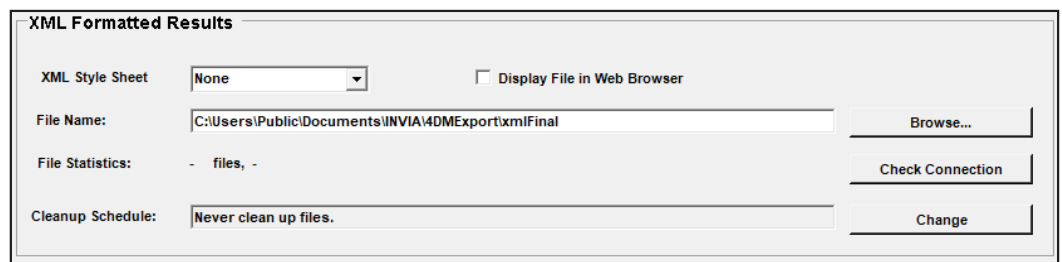 XML Formatted Results
XML Style Sheet None Display File in Web Browser
File Name: C:\Users\Public\Documents\INVIA\4DMExport\xmlFinal Browse...
File Statistics: - files, - Check Connection
Cleanup Schedule: Never clean up files. Change